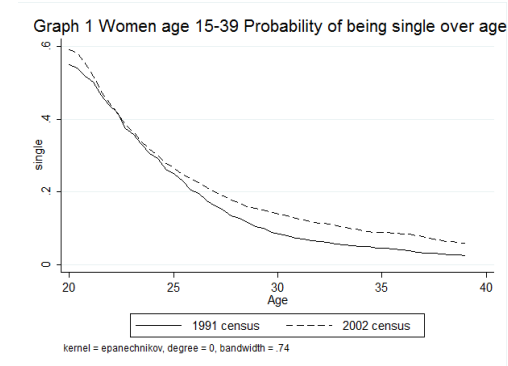 Graph 1 Women age 15-39 Probability of being single over age
.6
.4
.2
0
single
20 25 30 35 40
Age
1991 census 2002 census
kernel = epanechnikov, degree = 0, bandwidth = .74